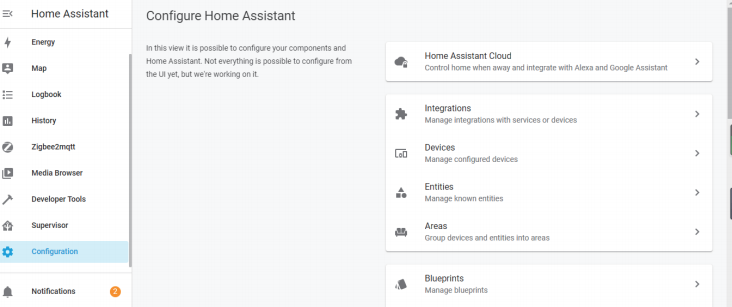 Home Assistant
Energy
Map
Logbook
History
Zigbee2mqtt
Media Browser
Developer Tools
Supervisor
Configuration
Notifications
2
Configure Home Assistant
In this view it is possible to configure your components and
Home Assistant. Not everything is possible to configure from
the UI yet, but we're working on it.
Home Assistant Cloud
Control home when away and integrate with Alexa and Google Assistant
Integrations
Manage integrations with services or devices
Devices
Manage configured devices
Entities
Manage known entities
Areas
Group devices and entities into areas
Blueprints
Manage blueprints